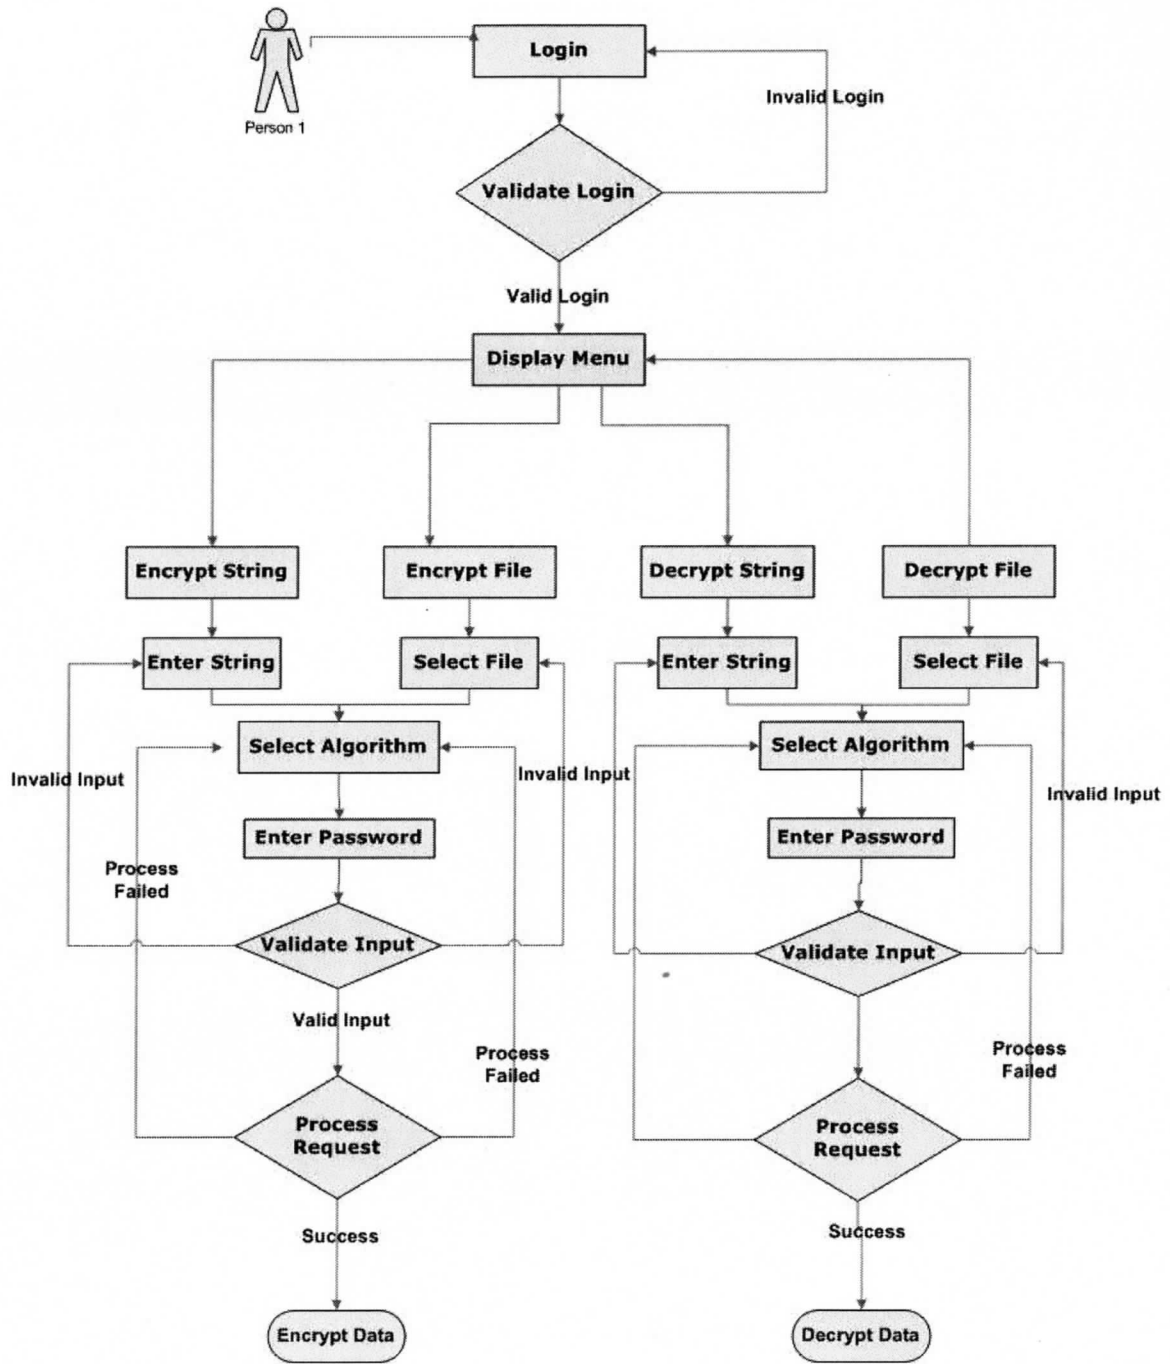 Login
Invalid Login
Person 1
Validate Login
Valid Login
Display Menu
Encrypt String
Encrypt File
Decrypt String
Decrypt File
Enter String
Select File
Enter String
Select File
Select Algorithm
Select Algorithm
Invalid Input
Invalid Input
Invalid Input
Enter Password
Enter Password
Process
Failed
Validate Input
Validate Input
Valid Input
Process
Failed
Process
Failed
Process
Request
Process
Request
Success
Success
Encrypt Data
Decrypt Data